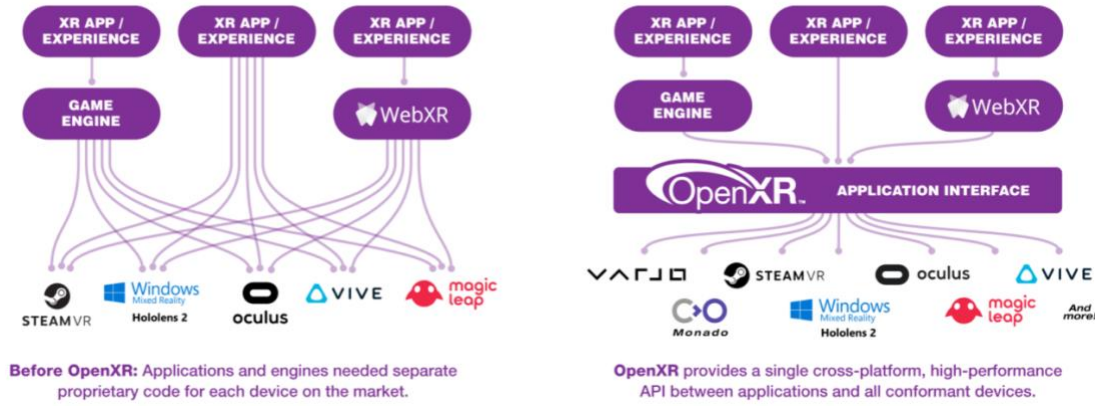 XR APP /
EXPERIENCE
XR APP /
EXPERIENCE
XR APP /
EXPERIENCE
GAME
ENGINE
WebXR
STEAMVR
Windows
Mixed Reality
Hololens 2
oculus
VIVE
magic
leap
Before OpenXR: Applications and engines needed separate
proprietary code for each device on the market.
XR APP /
EXPERIENCE
XR APP /
EXPERIENCE
XR APP /
EXPERIENCE
GAME
ENGINE
WebXR
OpenXR™ APPLICATION INTERFACE
VARJO
STEAMVR
oculus
VIVE
Monado
Windows
Mixed Reality
Hololens 2
magic
leap
And
more!
OpenXR provides a single cross-platform, high-performance
API between applications and all conformant devices.